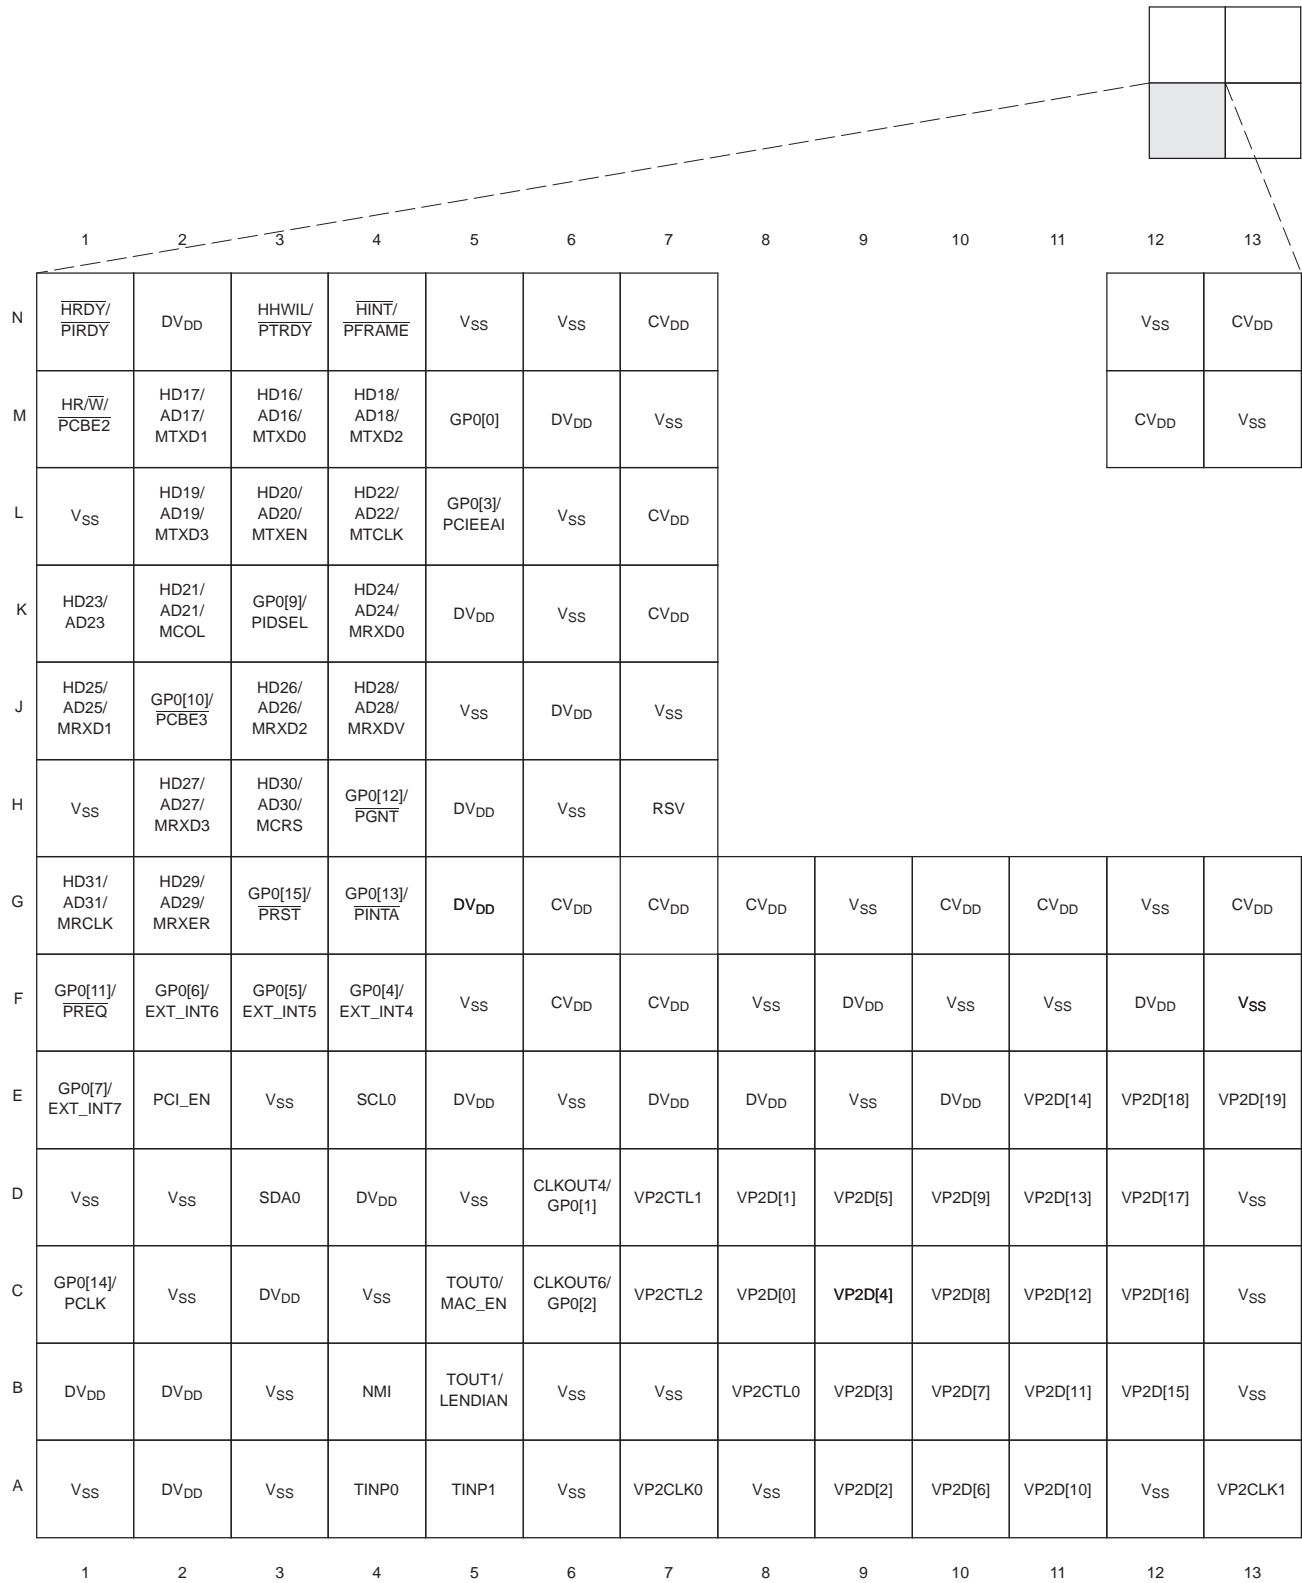 1 2 3 4 5 6 7 8 9 10 11 12 13
N
HRDY/
PIRDY
DVDD
HHWIL/
PTRDY
HINT/
PFRAME
VSS
VSS
CVDD
VSS
CVDD
M
HR/W/
PCBE2
HD17/
AD17/
MTXD1
HD16/
AD16/
MTXD0
HD18/
AD18/
MTXD2
GP0[0]
DVDD
VSS
CVDD
VSS
L
VSS
HD19/
AD19/
MTXD3
HD20/
AD20/
MTXEN
HD22/
AD22/
MTCLK
GP0[3]/
PCIEEAI
VSS
CVDD
K
HD23/
AD23
HD21/
AD21/
MCOL
GP0[9]/
PIDSEL
HD24/
AD24/
MRXD0
DVDD
VSS
CVDD
J
HD25/
AD25/
MRXD1
GP0[10]/
PCBE3
HD26/
AD26/
MRXD2
HD28/
AD28/
MRXDV
VSS
DVDD
VSS
H
VSS
HD27/
AD27/
MRXD3
HD30/
AD30/
MCRS
GP0[12]/
PGNT
DVDD
VSS
RSV
G
HD31/
AD31/
MRCLK
HD29/
AD29/
MRXER
GP0[15]/
PRST
GP0[13]/
PINTA
DVDD
CVDD
CVDD
CVDD
VSS
CVDD
CVDD
VSS
CVDD
F
GP0[11]/
PREQ
GP0[6]/
EXT_INT6
GP0[5]/
EXT_INT5
GP0[4]/
EXT_INT4
VSS
CVDD
CVDD
VSS
DVDD
VSS
VSS
DVDD
VSS
E
GP0[7]/
EXT_INT7
PCI_EN
VSS
SCL0
DVDD
VSS
DVDD
DVDD
VSS
DVDD
VP2D[14]
VP2D[18]
VP2D[19]
D
VSS
VSS
SDA0
DVDD
VSS
CLKOUT4/
GP0[1]
VP2CTL1
VP2D[1]
VP2D[5]
VP2D[9]
VP2D[13]
VP2D[17]
VSS
C
GP0[14]/
PCLK
VSS
DVDD
VSS
TOUT0/
MAC_EN
CLKOUT6/
GP0[2]
VP2CTL2
VP2D[0]
VP2D[4]
VP2D[8]
VP2D[12]
VP2D[16]
VSS
B
DVDD
DVDD
VSS
NMI
TOUT1/
LENDIAN
VSS
VSS
VP2CTL0
VP2D[3]
VP2D[7]
VP2D[11]
VP2D[15]
VSS
A
VSS
DVDD
VSS
TINP0
TINP1
VSS
VP2CLK0
VSS
VP2D[2]
VP2D[6]
VP2D[10]
VSS
VP2CLK1
1 2 3 4 5 6 7 8 9 10 11 12 13